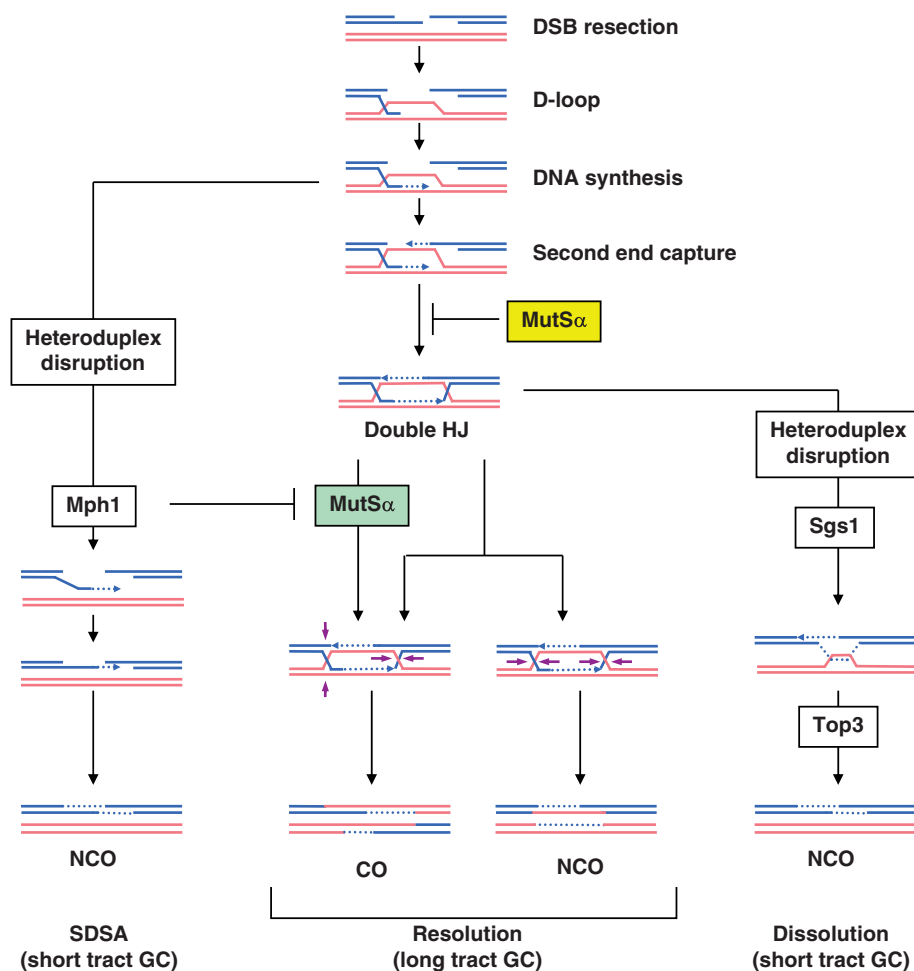 DSB resection
D-loop
DNA synthesis
Second end capture
MutSα
Heteroduplex
disruption
Double HJ
Heteroduplex
disruption
Mph1
MutSα
Sgs1
Top3
NCO
CO
NCO
NCO
SDSA
(short tract GC)
Resolution
(long tract GC)
Dissolution
(short tract GC)